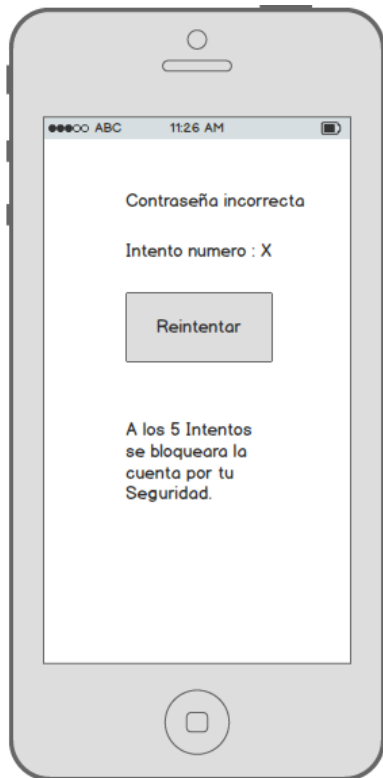 ABC 11:26 AM
Contraseña incorrecta
Intento numero : X
Reintentar
A los 5 Intentos
se bloqueara la
cuenta por tu
Seguridad.